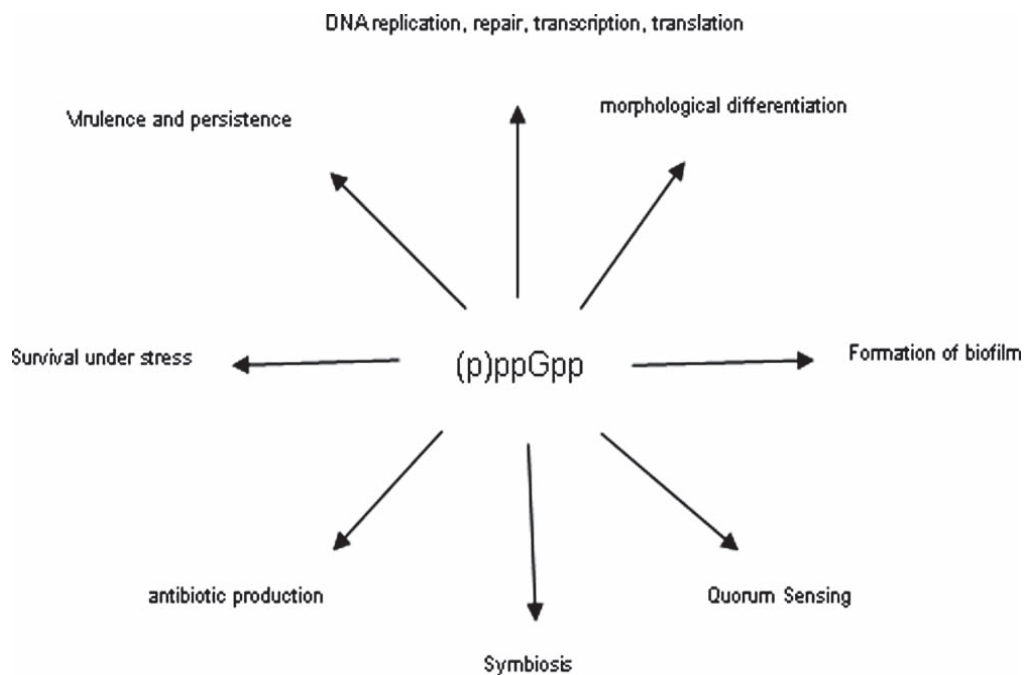 DNA replication, repair, transcription, translation
morphological differentiation
Virulence and persistence
Survival under stress
(p)ppGpp
Formation of biofilm
antibiotic production
Quorum Sensing
Symbiosis